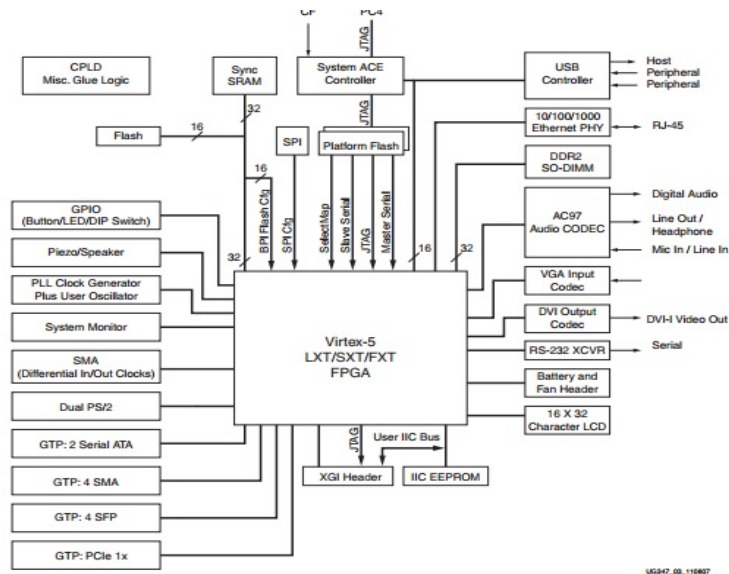 CF
PC4
CPLD
Misc. Glue Logic
Sync
SRAM
JTAG
System ACE
Controller
USB
Controller
Host
Peripheral
Peripheral
32
JTAG
Flash
16
SPI
Platform Flash
10/100/1000
Ethernet PHY
RJ-45
DDR2
SO-DIMM
16
BPI Flash Cfg
SPI Cfg
SelectMap
Slave Serial
JTAG
Master Serial
AC97
Audio CODEC
Digital Audio
Line Out /
Headphone
Mic In / Line In
GPIO
(Button/LED/DIP Switch)
Piezo/Speaker
32
16
32
PLL Clock Generator
Plus User Oscillator
VGA Input
Codec
System Monitor
Virtex-5
LXT/SXT/FXT
FPGA
DVI Output
Codec
DVI-I Video Out
RS-232 XCVR
Serial
SMA
(Differential In/Out Clocks)
Battery and
Fan Header
Dual PS/2
16 X 32
Character LCD
GTP: 2 Serial ATA
JTAG
User IIC Bus
XGI Header
IIC EEPROM
GTP: 4 SMA
GTP: 4 SFP
GTP: PCIe 1x
UG347_03_110807